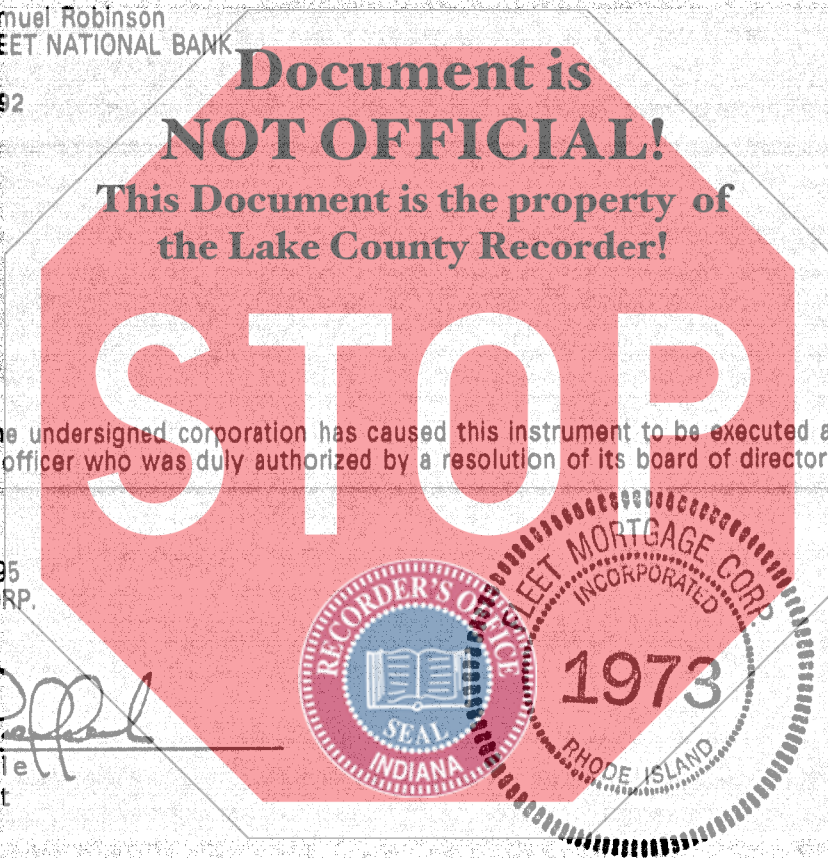 muel Robinson
EET NATIONAL BANK
92
Document is
NOT OFFICIAL!
This Document is the property of
the Lake County Recorder!
STOP
e undersigned corporation has caused this instrument to be executed a
officer who was duly authorized by a resolution of its board of director
95
RP.
RECORDER'S OFFICE
SEAL
INDIANA
FLEET MORTGAGE CORP
INCORPORATED
1973
RHODE ISLAND
le
t